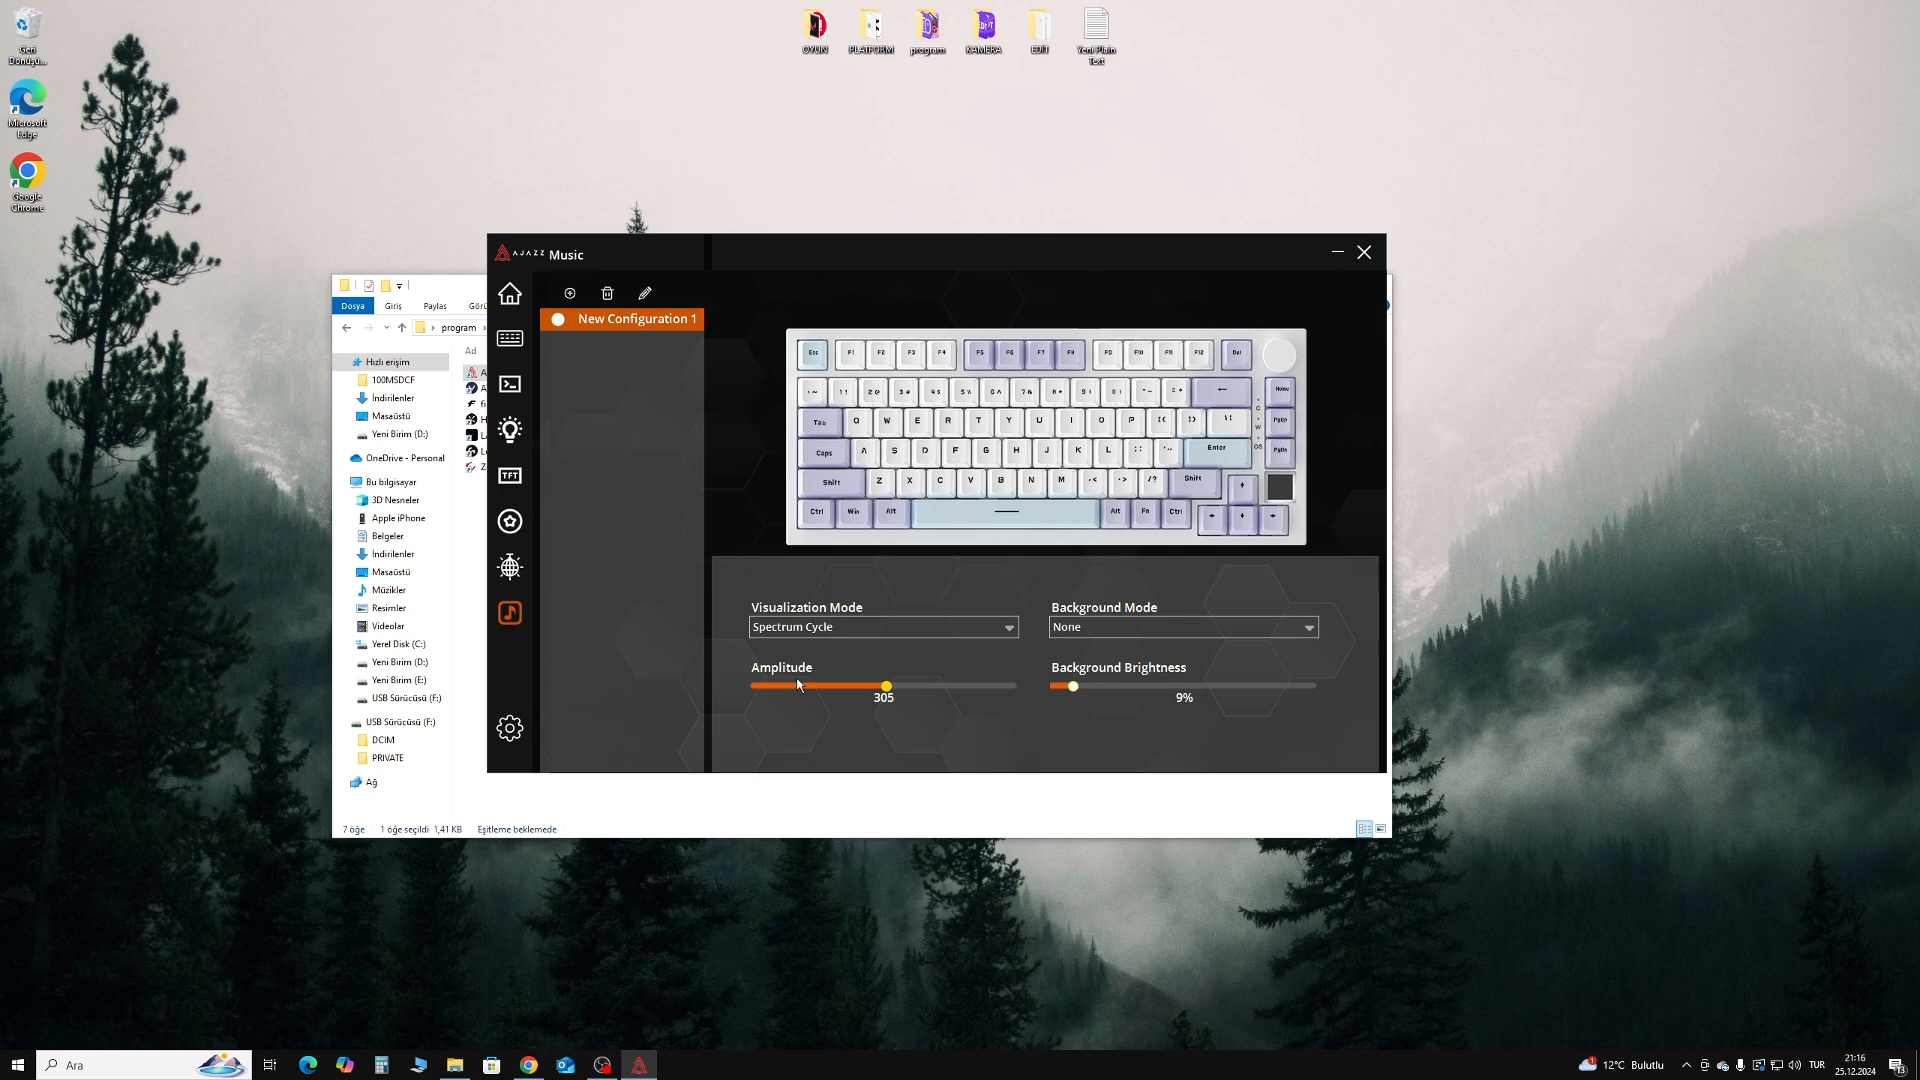 Geri
Dönüşü...
Microsoft
Edge
Google
Chrome
OYUN
PLATFORM
program
KAMERA
EDİT
Yeni Plain
Text
Dosya
Giriş
Paylaş
Görü
program
Ad
Hızlı erişim
100MSDCF
İndirilenler
Masaüstü
Yeni Birim (D:)
OneDrive - Personal
Bu bilgisayar
3D Nesneler
Apple iPhone
Belgeler
İndirilenler
Masaüstü
Müzikler
Resimler
Videolar
Yerel Disk (C:)
Yeni Birim (D:)
Yeni Birim (E:)
USB Sürücüsü (F:)
USB Sürücüsü (F:)
DCIM
PRIVATE
Ağ
7 öğe
1 öğe seçildi 1,41 KB
Eşitleme beklemede
AJAZZ Music
TFT
New Configuration 1
Esc F1 F2 F3 F4 F5 F6 F7 F8 F9 F10 F11 F12 Del
Home
Tab Q W E R T Y U I O P
PgUp
Caps A S D F G H J K L Enter
PgDn
Shift Z X C V B N M Shift
Ctrl Win Alt Alt Fn Ctrl
Visualization Mode
Spectrum Cycle
Background Mode
None
Amplitude
305
Background Brightness
9%
Ara
12°C Bulutlu
TUR
21:16
25.12.2024
13